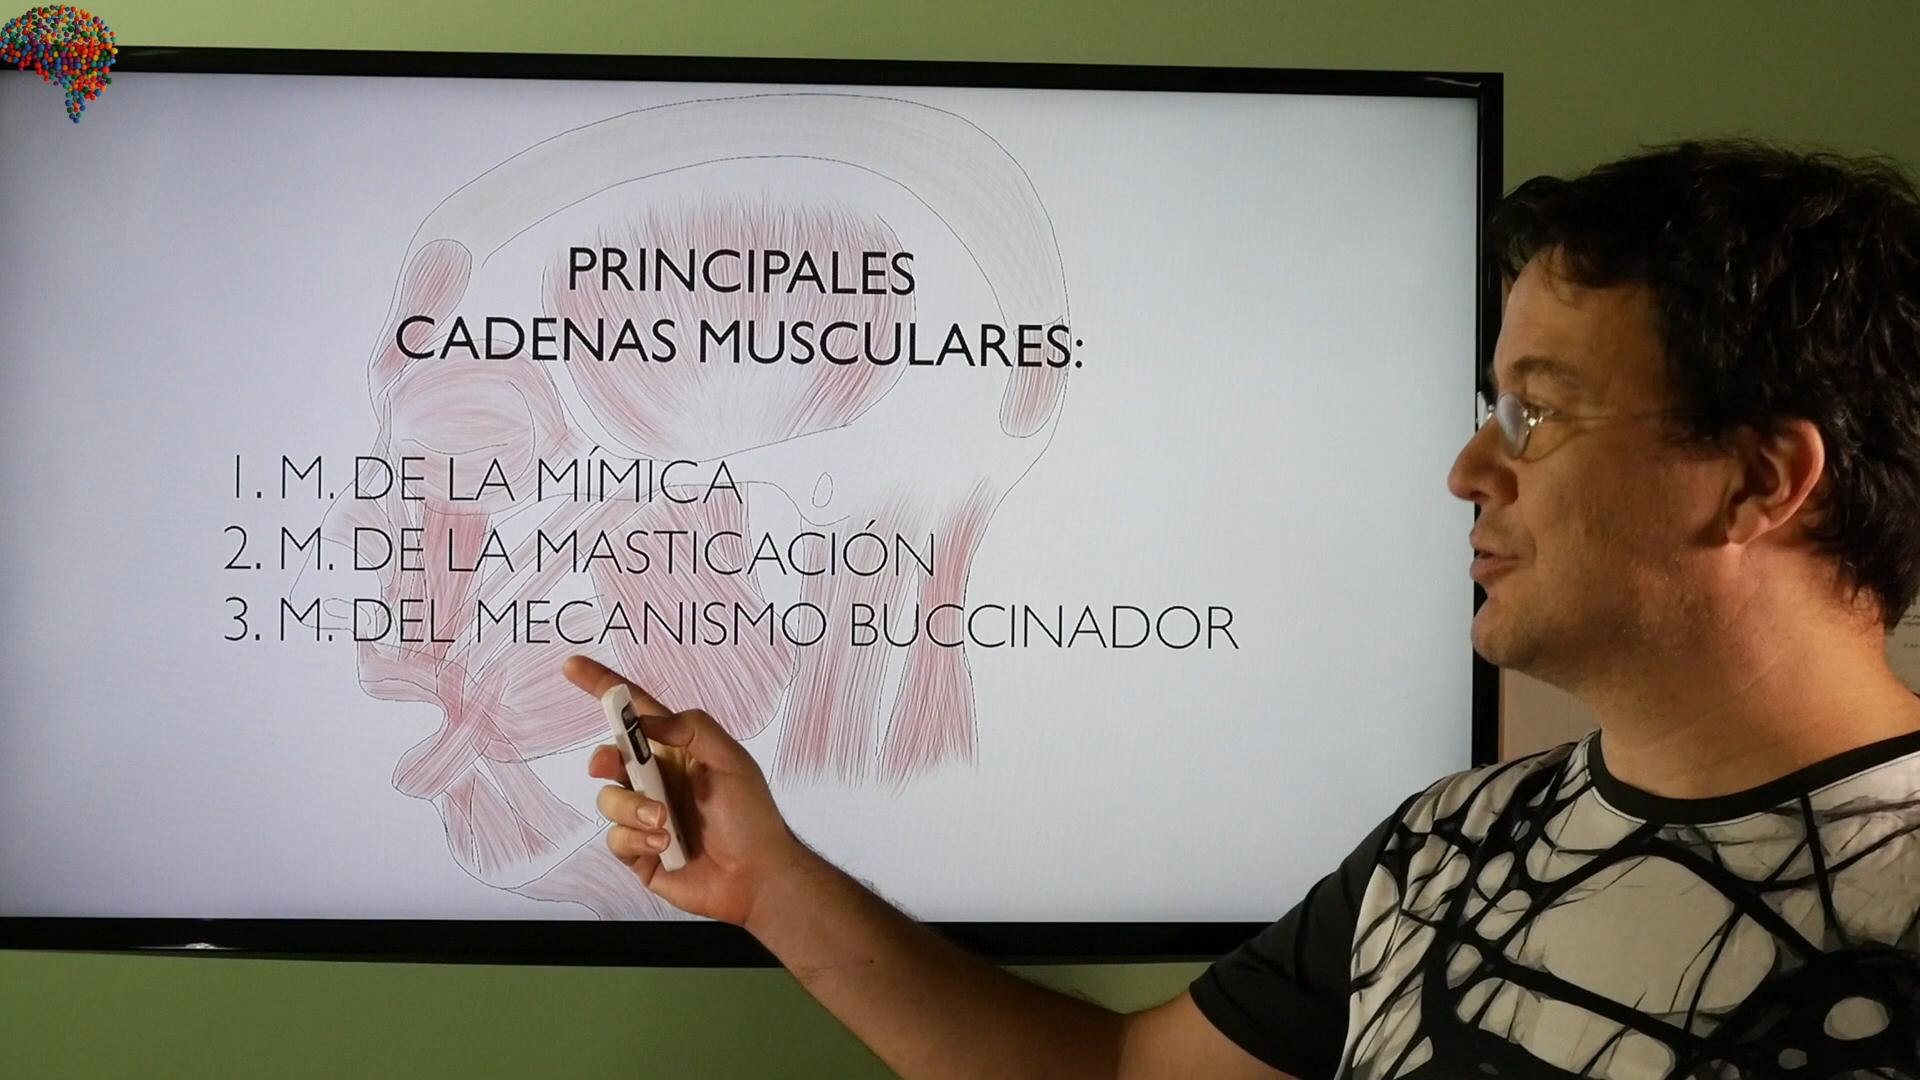 PRINCIPALES
CADENAS MUSCULARES:
1. M. DE LA MÍMICA
2. M. DE LA MASTICACIÓN
3. M. DEL MECANISMO BUCCINADOR